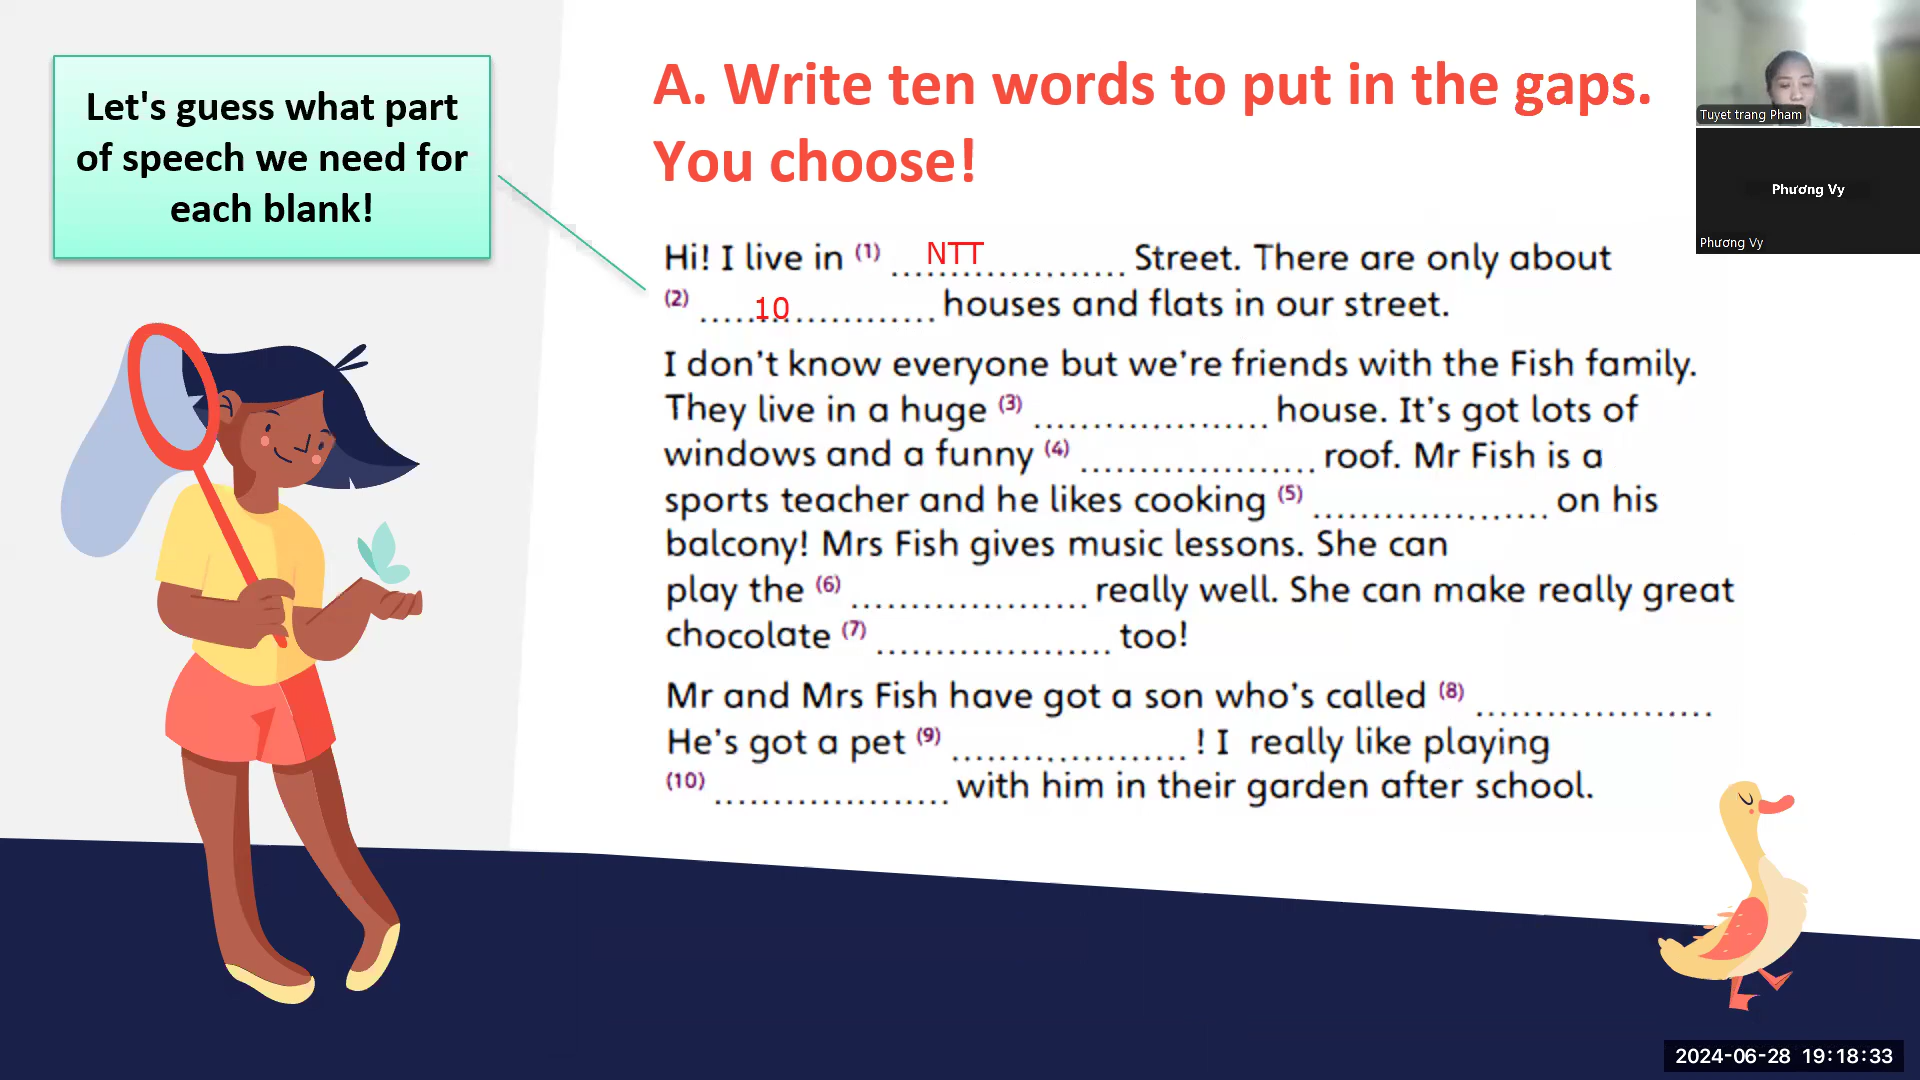 Let's guess what part
of speech we need for
each blank!
A. Write ten words to put in the gaps.
You choose!
Hi! I live in (1) NTT Street. There are only about
(2) 10 houses and flats in our street.
I don't know everyone but we're friends with the Fish family.
They live in a huge (3) .................... house. It's got lots of
windows and a funny (4) .................... roof. Mr Fish is a
sports teacher and he likes cooking (5) .................... on his
balcony! Mrs Fish gives music lessons. She can
play the (6) .................... really well. She can make really great
chocolate (7) .................... too!
Mr and Mrs Fish have got a son who's called (8) ....................
He's got a pet (9) .................... ! I really like playing
(10) .................... with him in their garden after school.
Tuyet trang Pham
Phương Vy
Phương Vy
2024-06-28 19:18:33